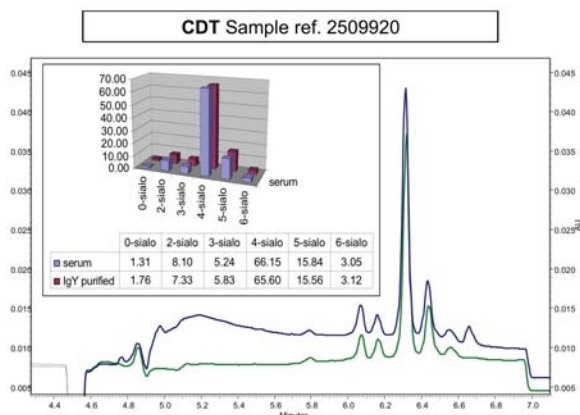 CDT Sample ref. 2509920
0.045
0.040
0.035
0.030
0.025
0.020
0.015
0.010
0.005
70.00
60.00
50.00
40.00
30.00
20.00
10.00
0.00
0-sialo
2-sialo
3-sialo
4-sialo
5-sialo
6-sialo
serum
0-sialo 2-sialo 3-sialo 4-sialo 5-sialo 6-sialo
serum 1.31 8.10 5.24 66.15 15.84 3.05
IgY purified 1.76 7.33 5.83 65.60 15.56 3.12
0.045
0.040
0.035
0.030
AU
0.025
0.020
0.015
0.010
0.005
4.4 4.6 4.8 5.0 5.2 5.4 5.6 5.8 6.0 6.2 6.4 6.6 6.8 7.0
Minutes